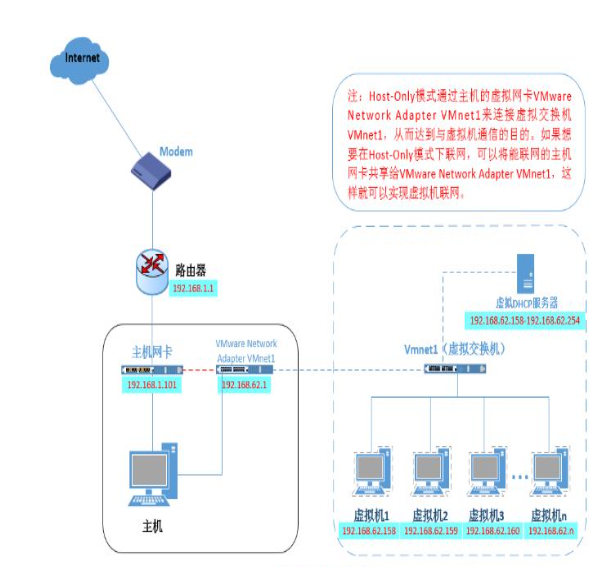 Internet
注：Host-Only模式通过主机的虚拟网卡VMware
Network Adapter VMnet1来连接虚拟交换机
VMnet1，从而达到与虚拟机通信的目的。如果想
要在Host-Only模式下联网，可以将能联网的主机
网卡共享给VMware Network Adapter VMnet1，这
样就可以实现虚拟机联网。
Modem
路由器
192.168.1.1
虚拟DHCP服务器
192.168.62.158-192.168.62.254
主机网卡
192.168.1.101
VMware Network
Adapter VMnet1
192.168.62.1
Vmnet1（虚拟交换机）
主机
虚拟机1
192.168.62.158
虚拟机2
192.168.62.159
虚拟机3
192.168.62.160
虚拟机n
192.168.62.n